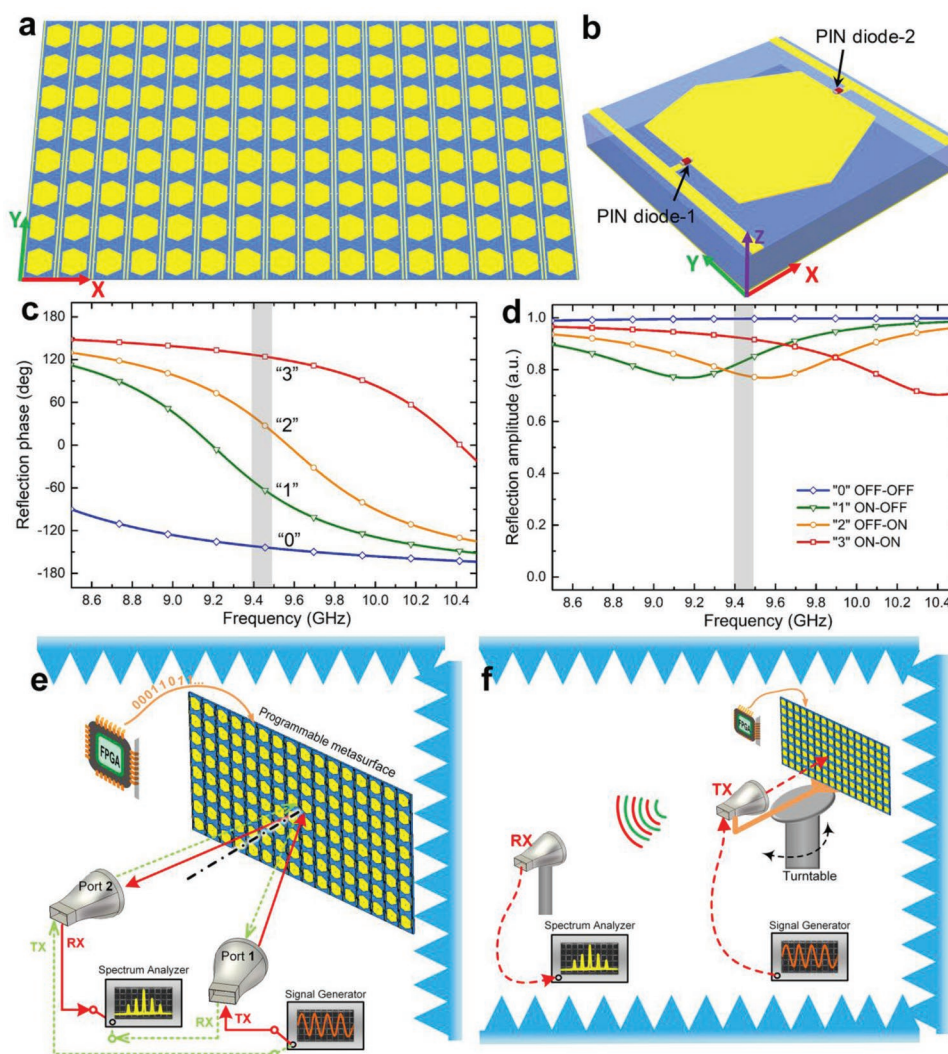 a
b
PIN diode-2
PIN diode-1
Y
X
Z
Y
X
c
180
120
60
0
-60
-120
-180
Reflection phase (deg)
"3"
"2"
"1"
"0"
8.6 8.8 9.0 9.2 9.4 9.6 9.8 10.0 10.2 10.4
Frequency (GHz)
d
1.0
0.8
0.6
0.4
0.2
0.0
Reflection amplitude (a.u.)
"0" OFF-OFF
"1" ON-OFF
"2" OFF-ON
"3" ON-ON
8.6 8.8 9.0 9.2 9.4 9.6 9.8 10.0 10.2 10.4
Frequency (GHz)
e
00011011...
FPGA
Programmable metasurface
Port 2
Port 1
TX
RX
Spectrum Analyzer
RX
TX
Signal Generator
f
FPGA
TX
RX
Turntable
Spectrum Analyzer
Signal Generator